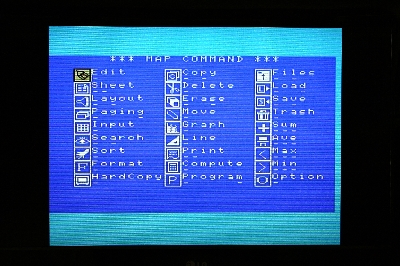 *** MAP COMMAND ***
Edit Copy Files
Sheet Delete Load
Layout Erase Save
Paging Move Trash
Input Graph Sum
Search Line Ave
Sort Print Max
Format Compute Min
HardCopy Program Option